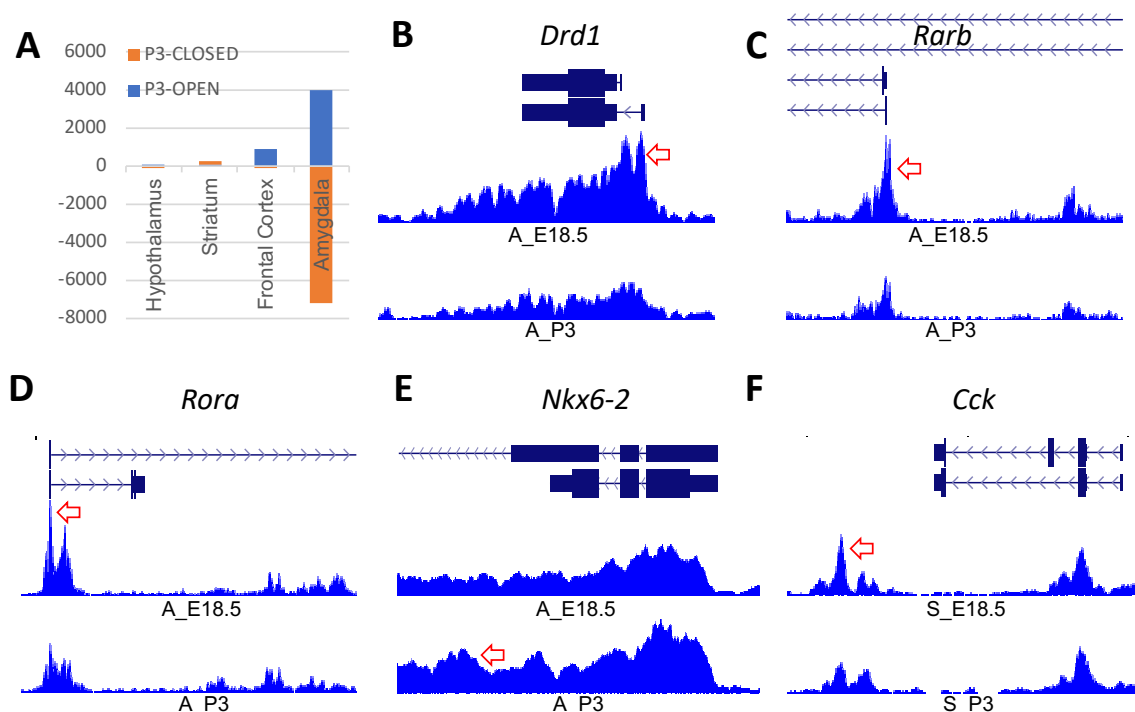 A
6000
4000
2000
0
-2000
-4000
-6000
-8000
P3-CLOSED
P3-OPEN
Hypothalamus
Striatum
Frontal Cortex
Amygdala
B
Drd1
A_E18.5
A_P3
C
Rarb
A_E18.5
A_P3
D
Rora
A_E18.5
A_P3
E
Nkx6-2
A_E18.5
A_P3
F
Cck
S_E18.5
S_P3